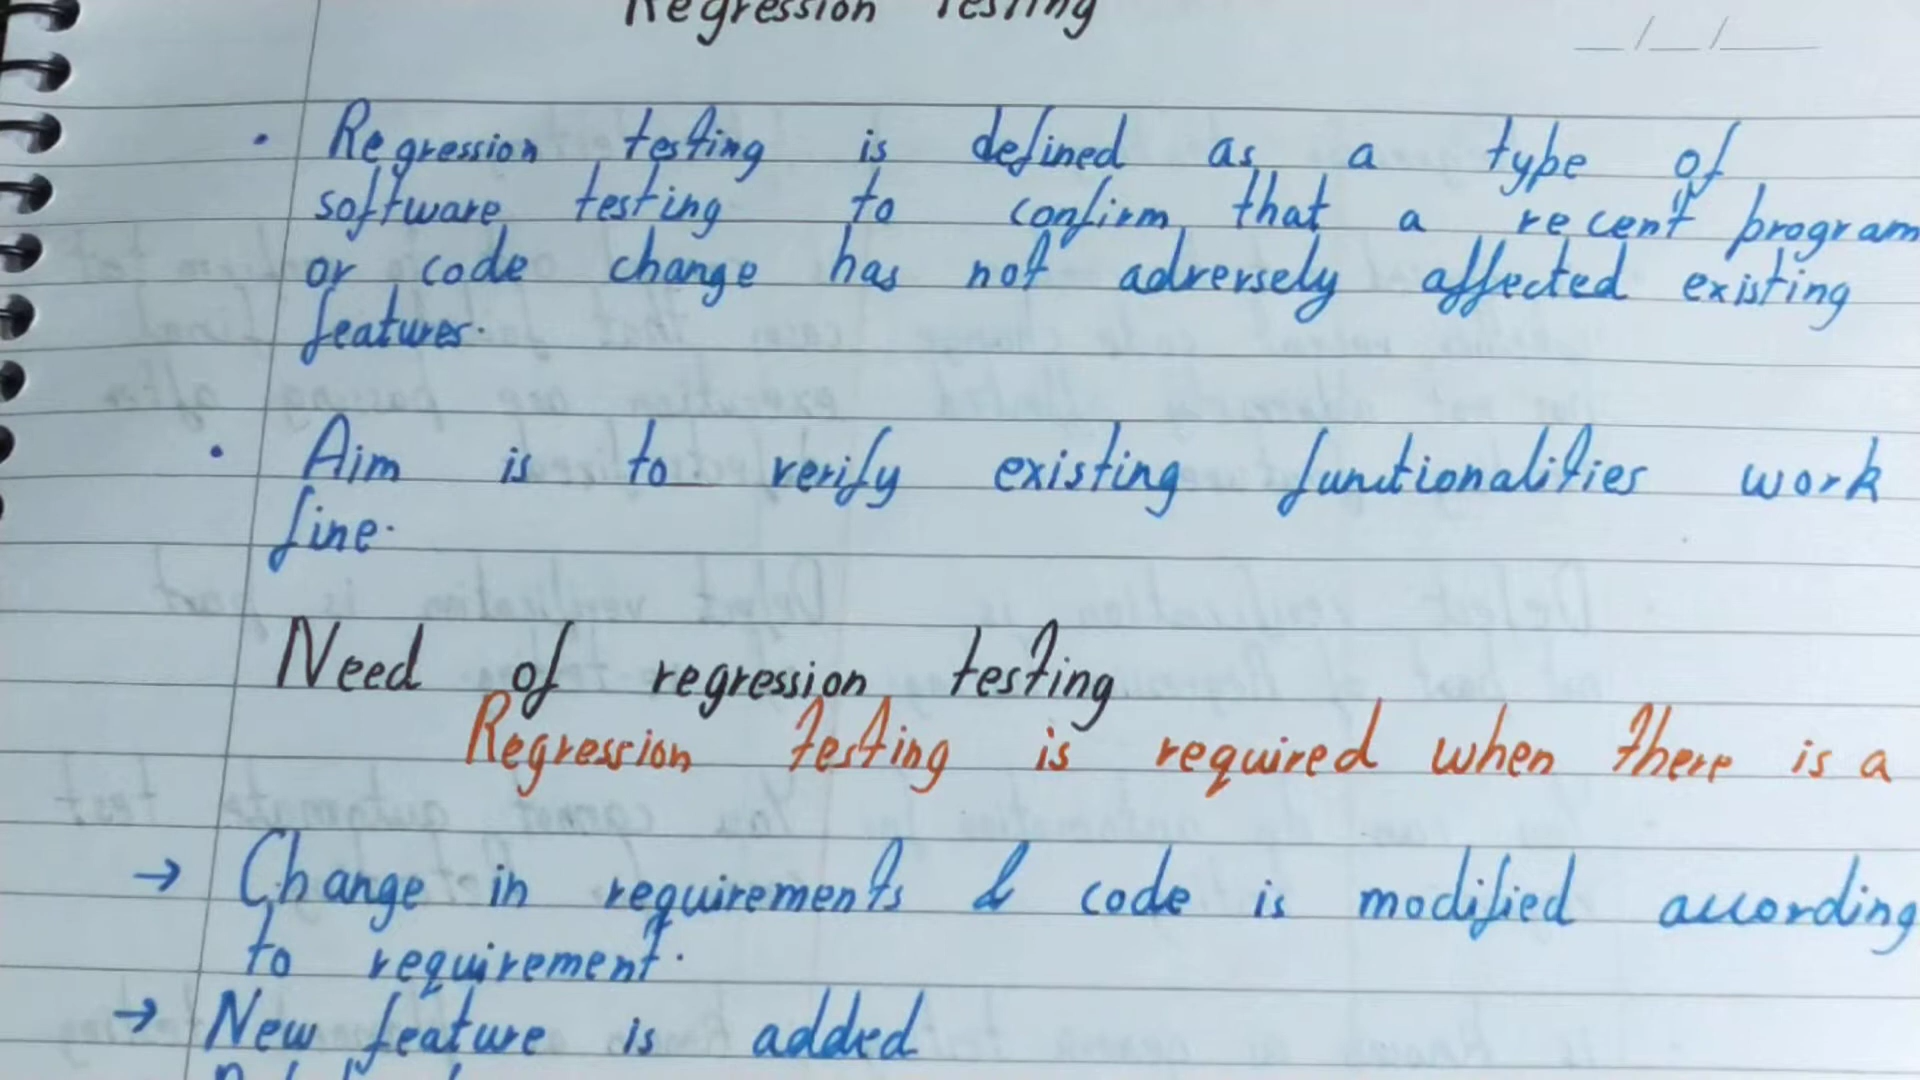 Regression Testing
• Regression testing is defined as a type of
software testing to confirm that a recent program
or code change has not adversely affected existing
features.
• Aim is to verify existing functionalities work
fine.
Need of regression testing
Regression testing is required when there is a
→ Change in requirements & code is modified according
to requirement.
→ New feature is added